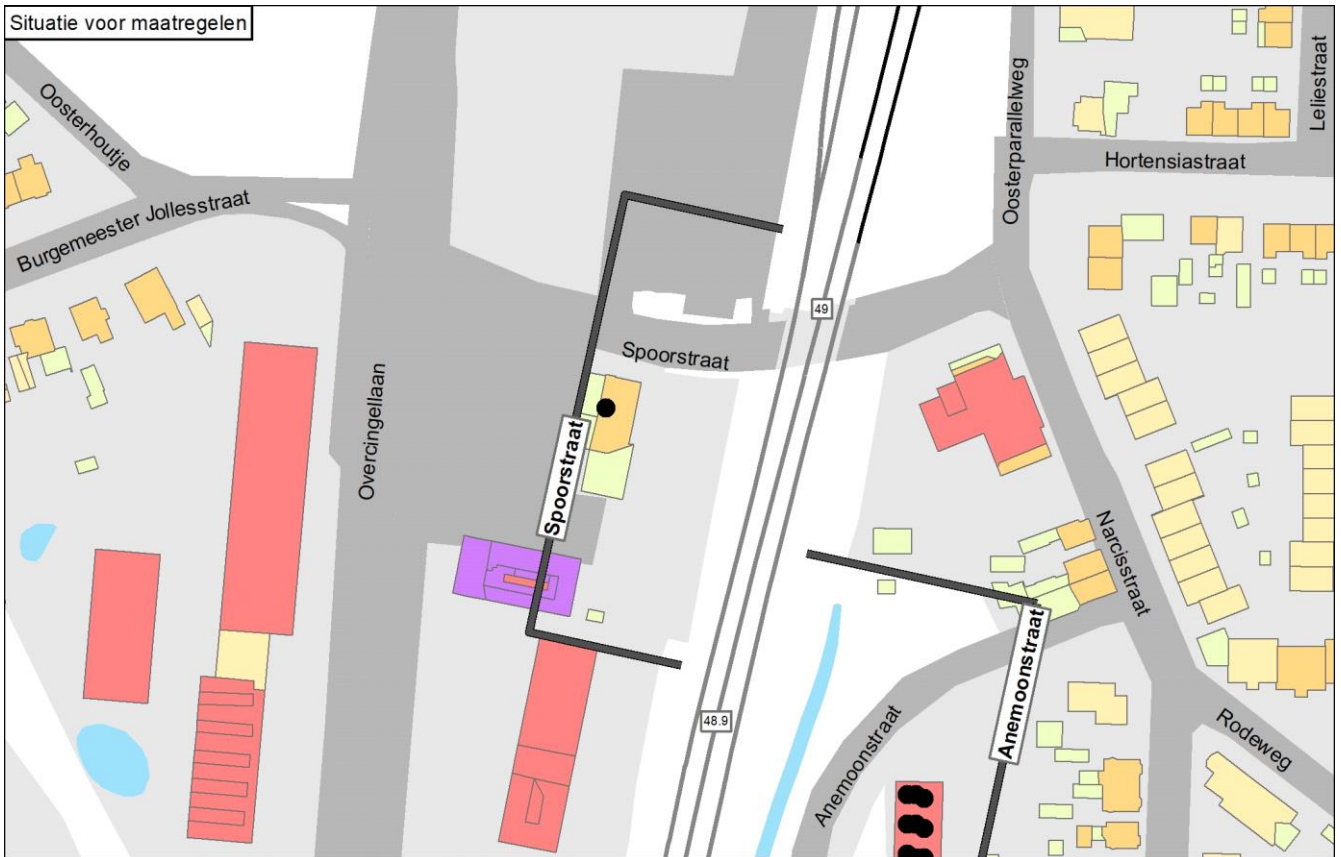 Situatie voor maatregelen
Oosterhoutje
Burgemeester Jollesstraat
Overcingellaan
Spoorstraat
Spoorstraat
49
48.9
Oosterparallelweg
Hortensiastraat
Leliestraat
Narcisstraat
Anemoonstraat
Anemoonstraat
Rodeweg